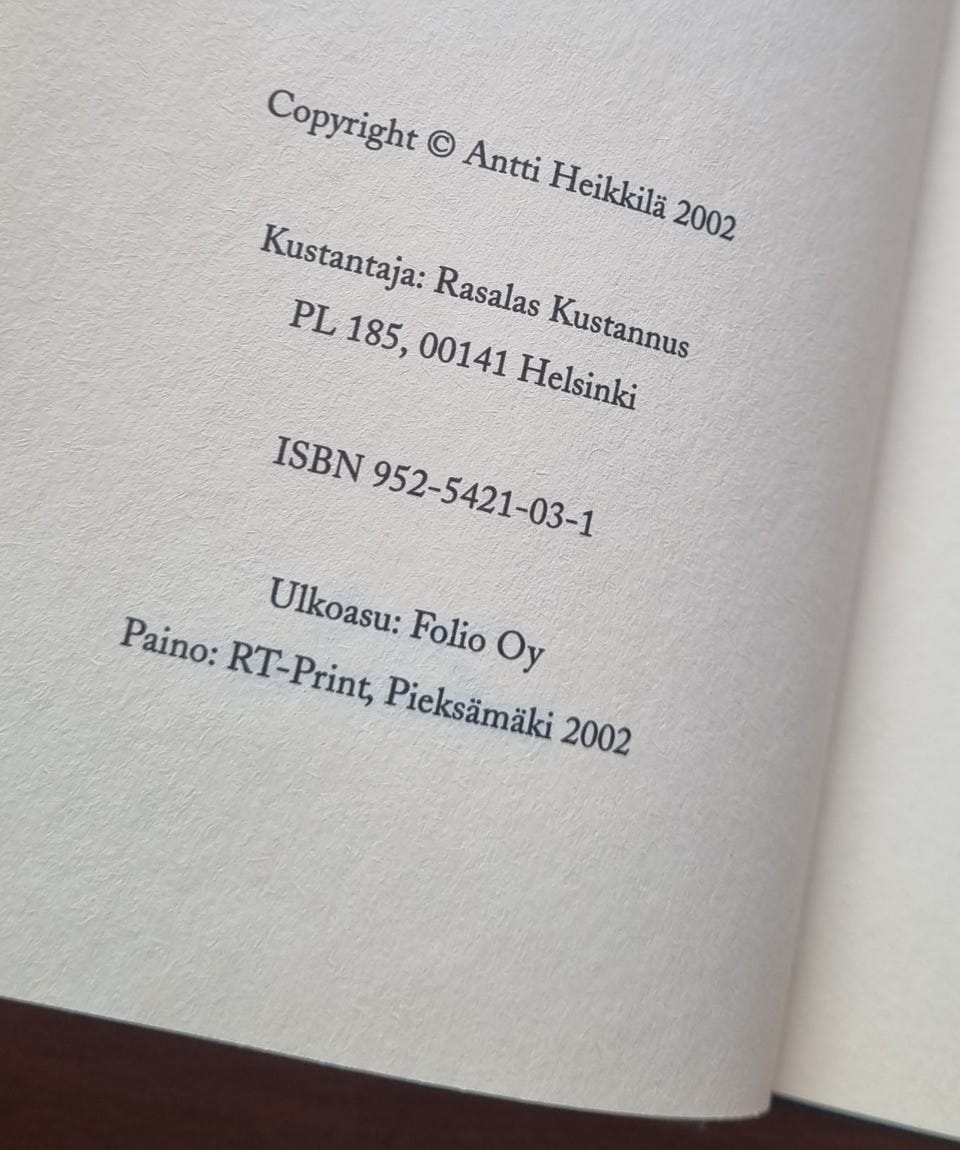 Copyright © Antti Heikkilä 2002
Kustantaja: Rasalas Kustannus
PL 185, 00141 Helsinki
ISBN 952-5421-03-1
Ulkoasu: Folio Oy
Paino: RT-Print, Pieksämäki 2002